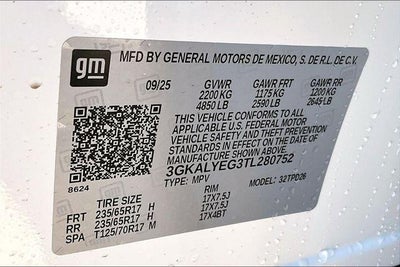 gm
MFD BY GENERAL MOTORS DE MEXICO, S. DE R.L. DE C.V.
09/25 GVWR GAWR FRT GAWR RR
2200 KG 1175 KG 1200 KG
4850 LB 2590 LB 2645 LB
THIS VEHICLE CONFORMS TO ALL
APPLICABLE U.S. FEDERAL MOTOR
VEHICLE SAFETY AND THEFT PREVENTION
STANDARDS IN EFFECT ON THE DATE OF
MANUFACTURE SHOWN ABOVE.
3GKALYEG3TL280752
8624 TYPE: MPV MODEL: 32TPD26
TIRE SIZE RIM
FRT 235/65R17 H 17X7.5J
RR 235/65R17 H 17X7.5J
SPA T125/70R17 M 17X4BT